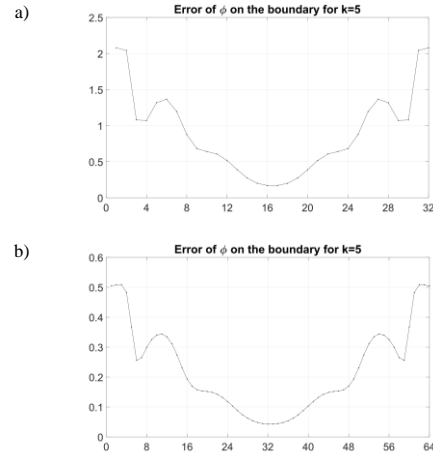 a)
Error of ϕ on the boundary for k=5
2.5
2
1.5
1
0.5
0
0 4 8 12 16 20 24 28 32
b)
Error of ϕ on the boundary for k=5
0.6
0.5
0.4
0.3
0.2
0.1
0
0 8 16 24 32 40 48 56 64